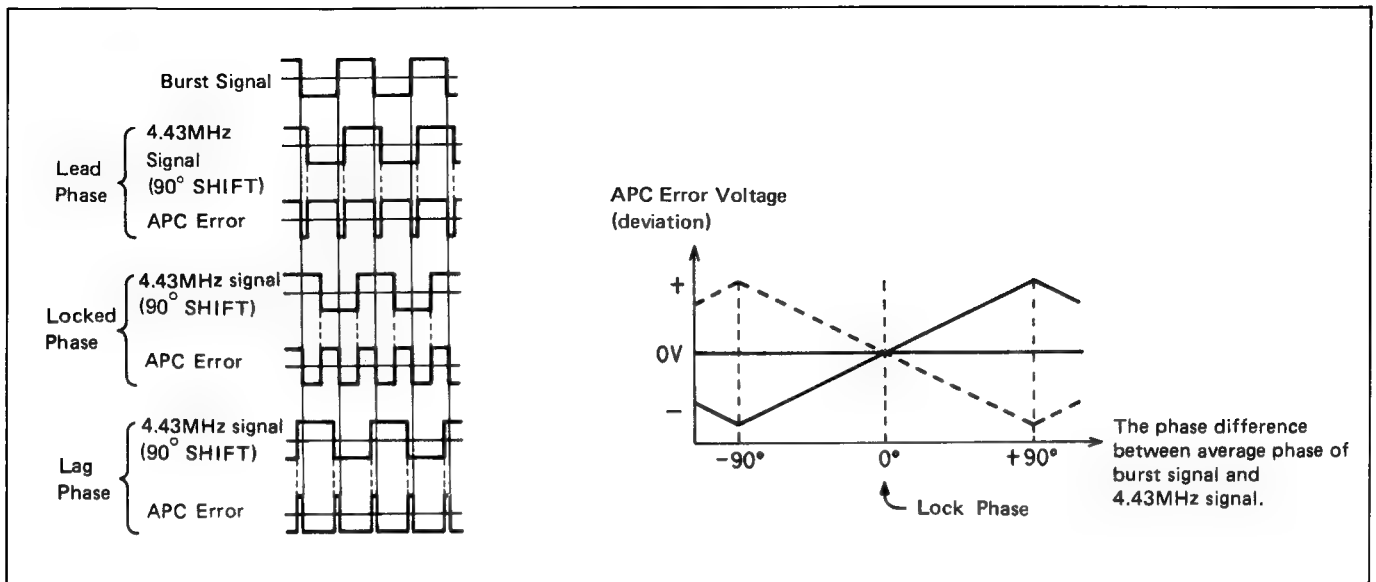 Burst Signal
Lead
Phase
4.43MHz
Signal
(90° SHIFT)
APC Error
Locked
Phase
4.43MHz signal
(90° SHIFT)
APC Error
Lag
Phase
4.43MHz signal
(90° SHIFT)
APC Error
APC Error Voltage
(deviation)
+
0V
−
-90°
0°
+90°
Lock Phase
The phase difference
between average phase of
burst signal and
4.43MHz signal.